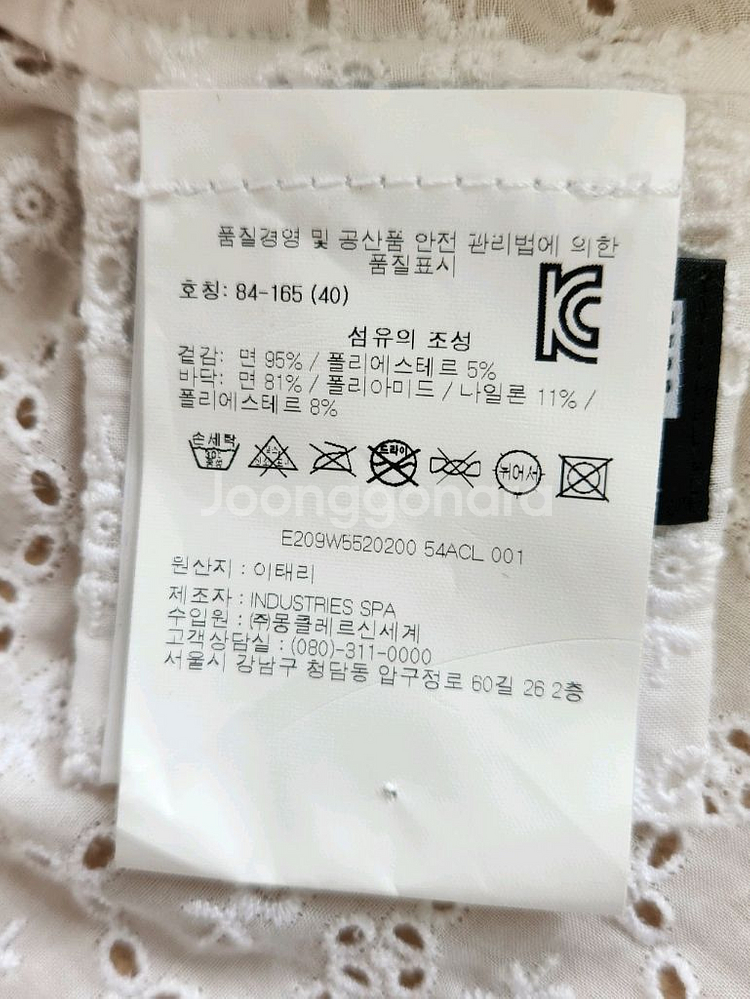 품질경영 및 공산품 안전 관리법에 의한
품질표시
호칭: 84-165 (40)
섬유의 조성
겉감: 면 95% / 폴리에스테르 5%
바닥: 면 81% / 폴리아미드 / 나일론 11% /
폴리에스테르 8%
손세탁
30°C
중성
드라이
뉘어서
Joonggonara
E209W5520200 54ACL 001
원산지 : 이태리
제조자 : INDUSTRIES SPA
수입원 : ㈜몽클레르신세계
고객상담실 : (080)-311-0000
서울시 강남구 청담동 압구정로 60길 26 2층